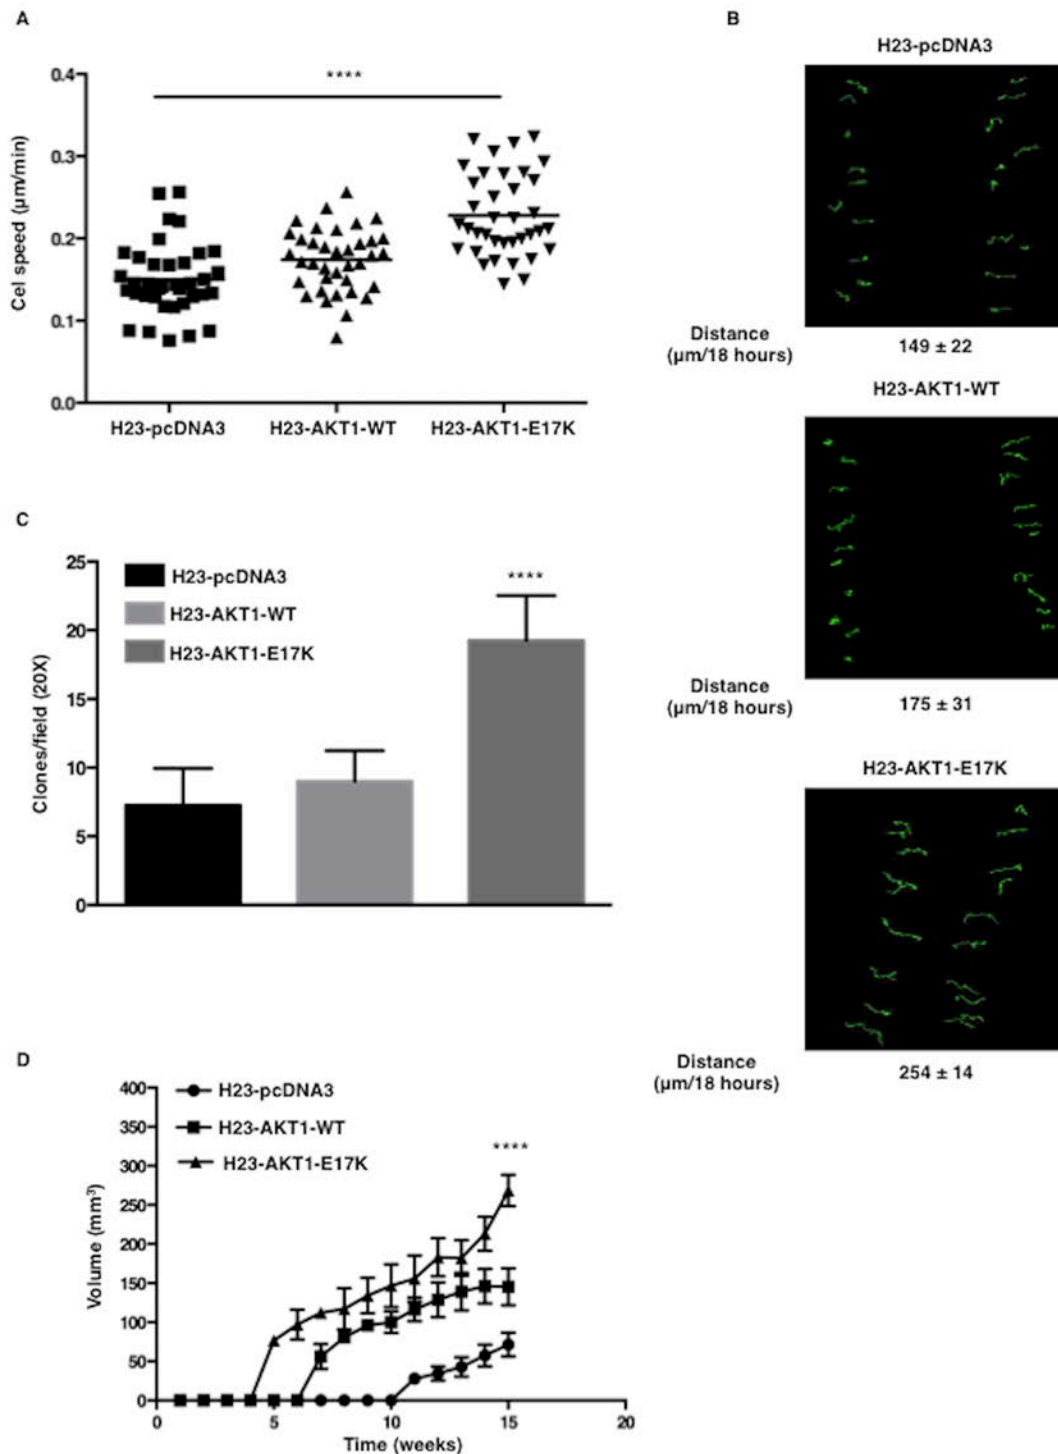 A
Cel speed (µm/min)
0.4
0.3
0.2
0.1
0.0
****
H23-pcDNA3
H23-AKT1-WT
H23-AKT1-E17K
B
H23-pcDNA3
Distance
(µm/18 hours)
149 ± 22
H23-AKT1-WT
Distance
(µm/18 hours)
175 ± 31
H23-AKT1-E17K
Distance
(µm/18 hours)
254 ± 14
C
Clones/field (20X)
25
20
15
10
5
0
H23-pcDNA3
H23-AKT1-WT
H23-AKT1-E17K
****
D
Volume (mm³)
400
350
300
250
200
150
100
50
0
H23-pcDNA3
H23-AKT1-WT
H23-AKT1-E17K
****
0 5 10 15 20
Time (weeks)